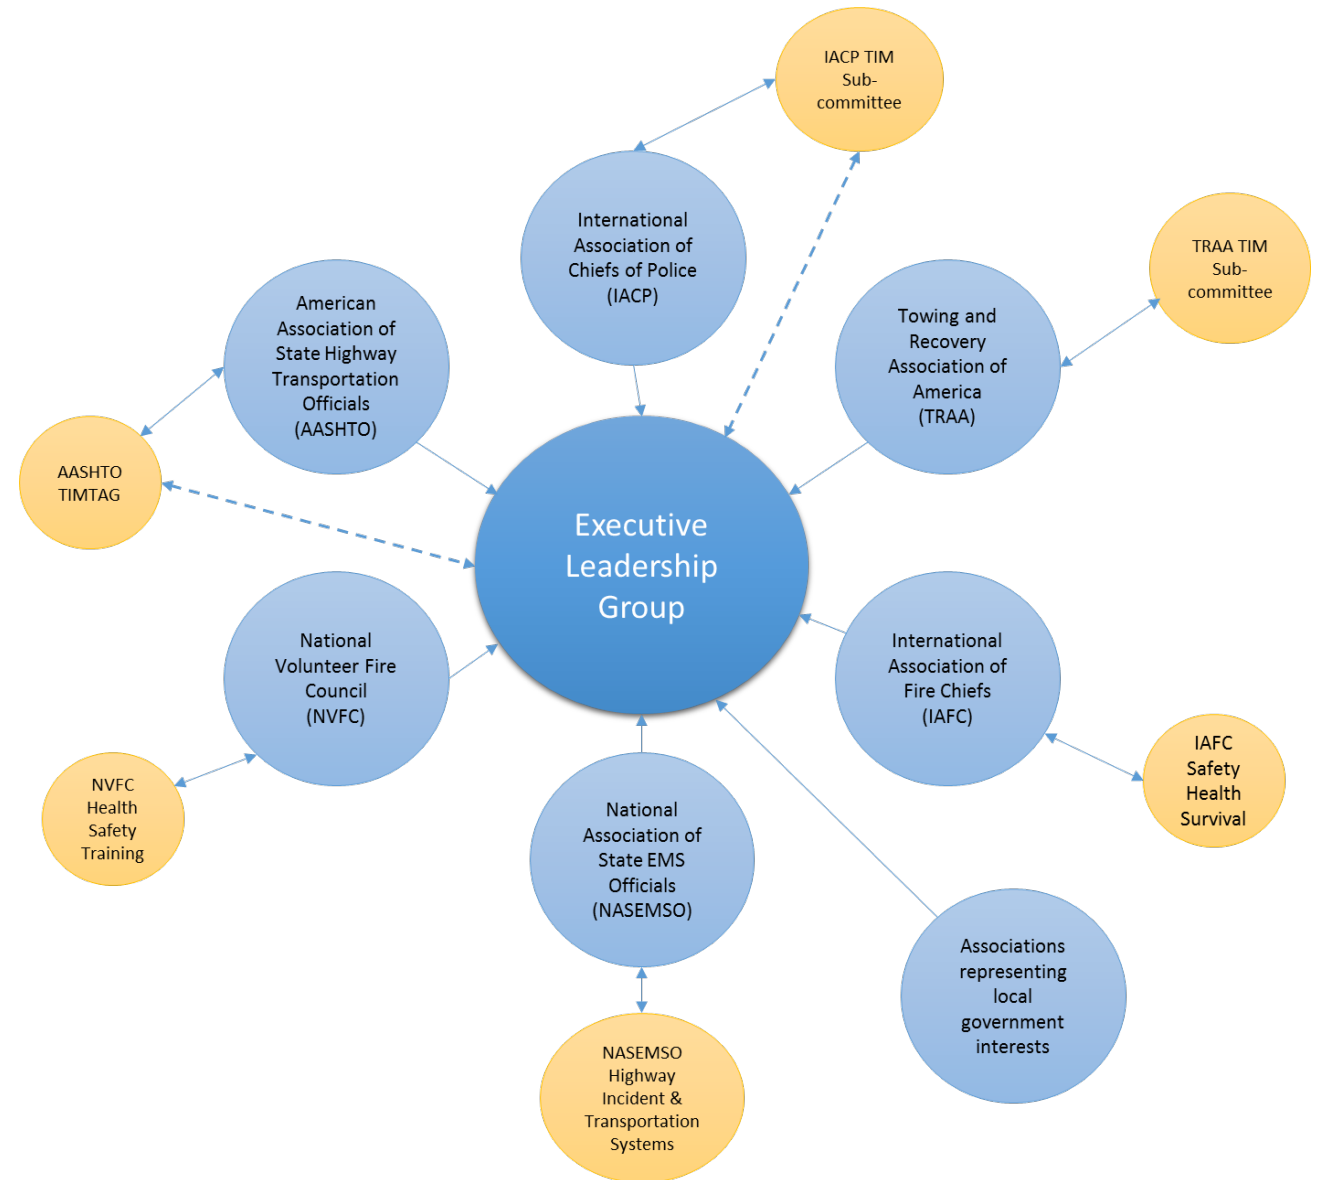 IACP TIM
Sub-
committee
International
Association of
Chiefs of Police
(IACP)
TRAA TIM
Sub-
committee
American
Association of
State Highway
Transportation
Officials
(AASHTO)
Towing and
Recovery
Association of
America
(TRAA)
AASHTO
TIMTAG
Executive
Leadership
Group
National
Volunteer Fire
Council
(NVFC)
International
Association of
Fire Chiefs
(IAFC)
IAFC
Safety
Health
Survival
NVFC
Health
Safety
Training
National
Association of
State EMS
Officials
(NASEMSO)
Associations
representing
local
government
interests
NASEMSO
Highway
Incident &
Transportation
Systems